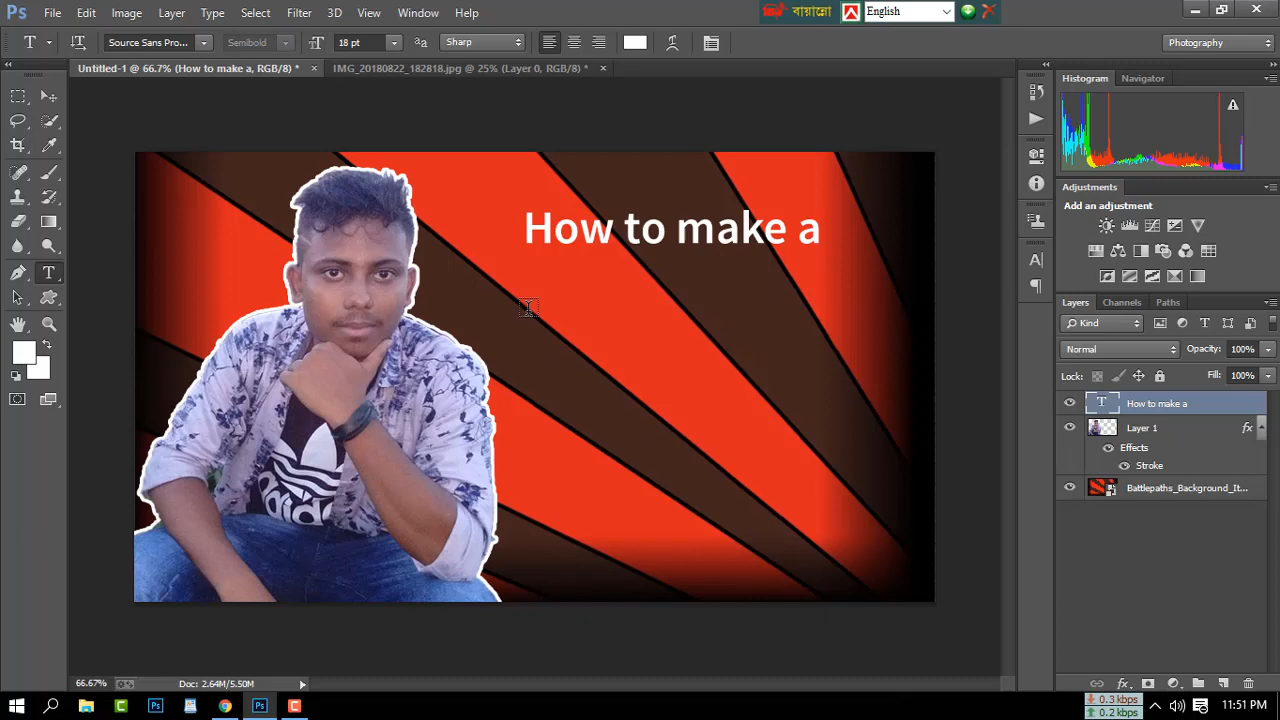 Ps File Edit Image Layer Type Select Filter 3D View Window Help বায়ান্নো English
Source Sans Pro... Semibold 18 pt Sharp Photography
Untitled-1 @ 66.7% (How to make a, RGB/8) * IMG_20180822_182818.jpg @ 25% (Layer 0, RGB/8) *
Histogram Navigator
Adjustments
Add an adjustment
How to make a
adidas
Layers Channels Paths
Kind
Normal Opacity: 100%
Lock: Fill: 100%
How to make a
Layer 1 fx
Effects
Stroke
Battlepaths_Background_It...
66.67% Doc: 2.64M/5.50M
0.3 kbps
0.2 kbps
11:51 PM